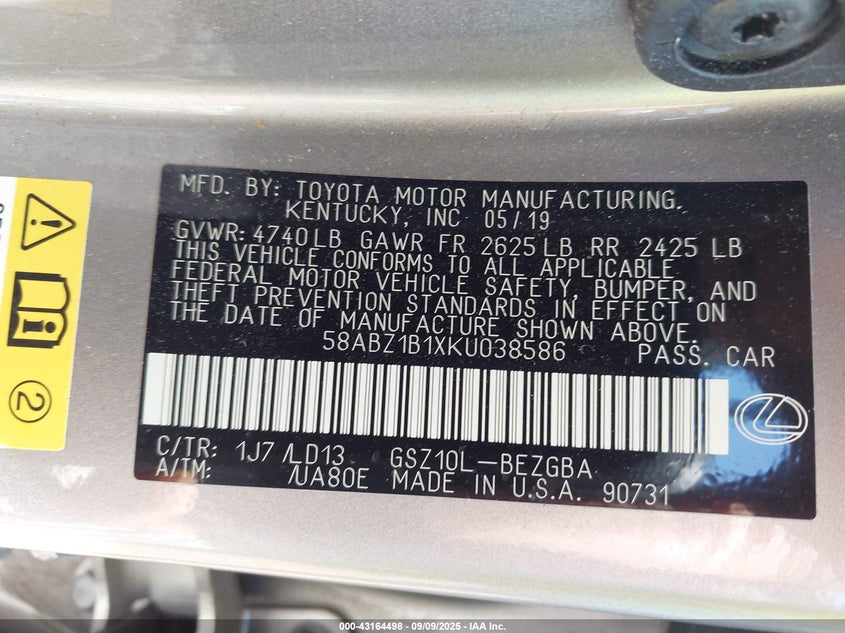 MFD. BY: TOYOTA MOTOR MANUFACTURING.
KENTUCKY, INC 05/19
GVWR: 4740LB GAWR FR 2625LB RR 2425 LB
THIS VEHICLE CONFORMS TO ALL APPLICABLE
FEDERAL MOTOR VEHICLE SAFETY, BUMPER, AND
THEFT PREVENTION STANDARDS IN EFFECT ON
THE DATE OF MANUFACTURE SHOWN ABOVE.
58ABZ1B1XKU038586 PASS. CAR
C/TR: 1J7 /LD13 GSZ10L-BEZGBA
A/TM: /UA80E MADE IN U.S.A. 90731
2
000-43164498 - 09/09/2025 - IAA Inc.